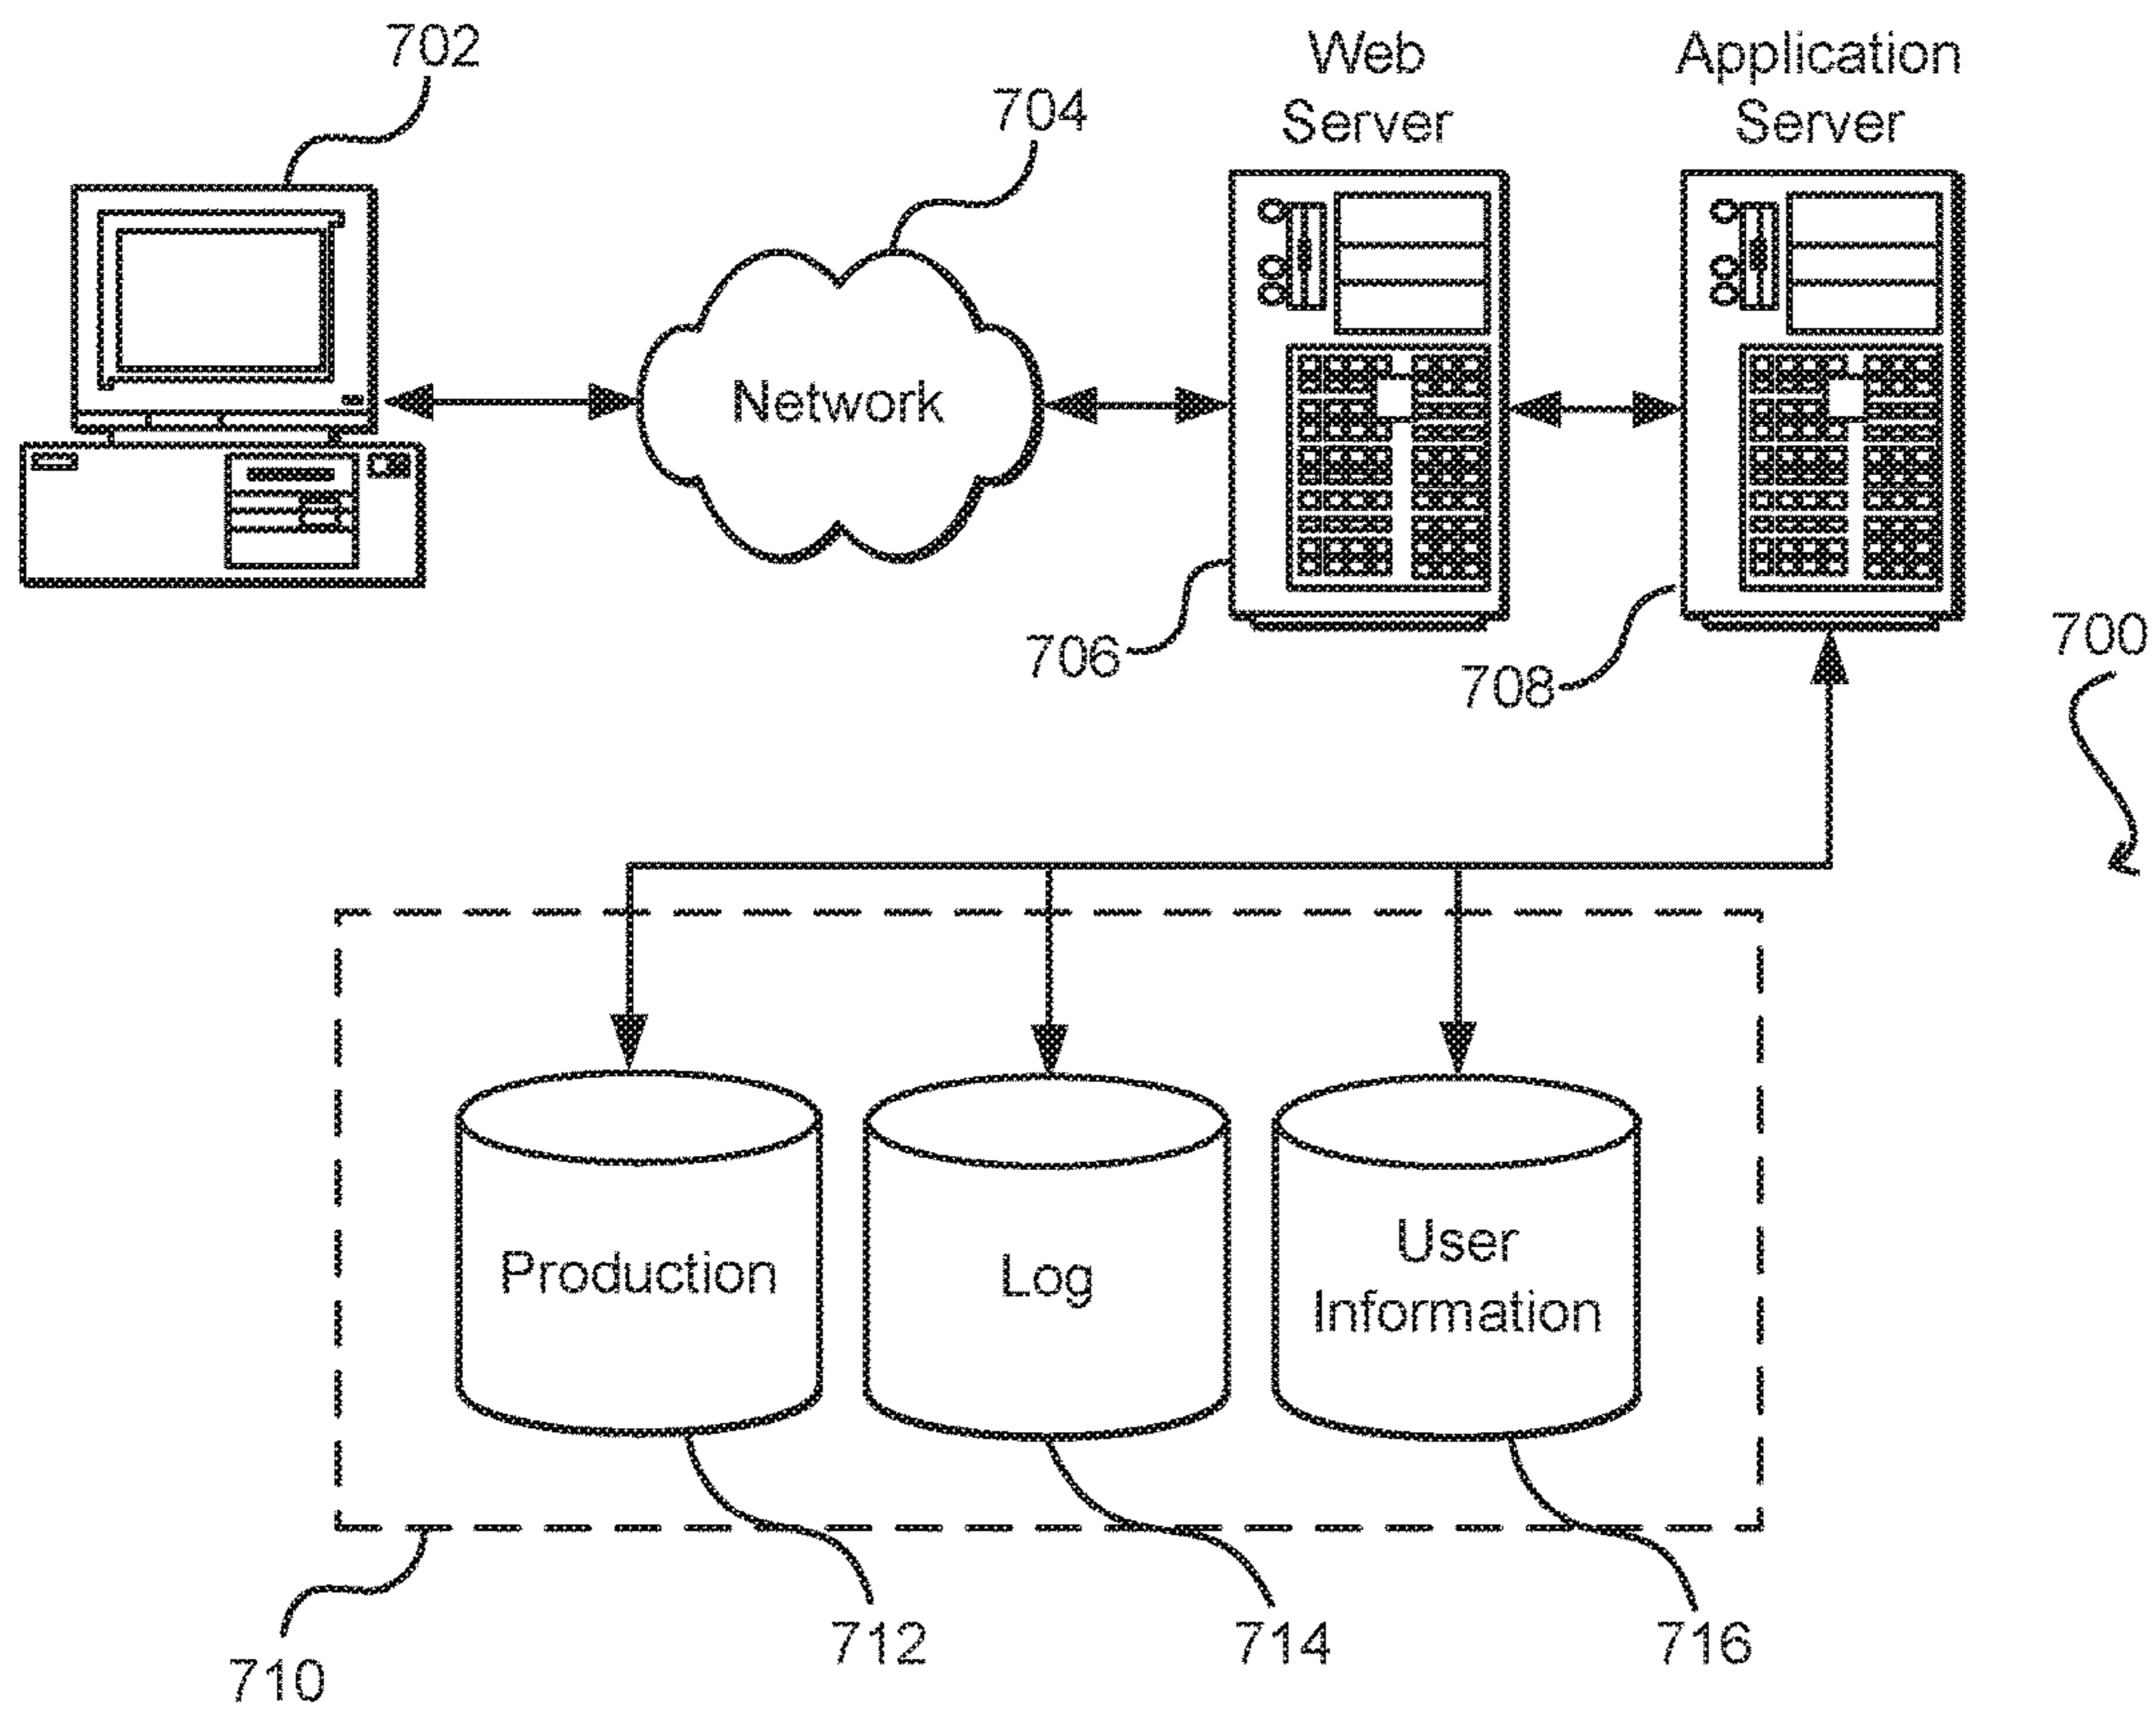 702
704
Web
Server
Application
Server
Network
706
708
700
Production
Log
User
Information
710
712
714
716